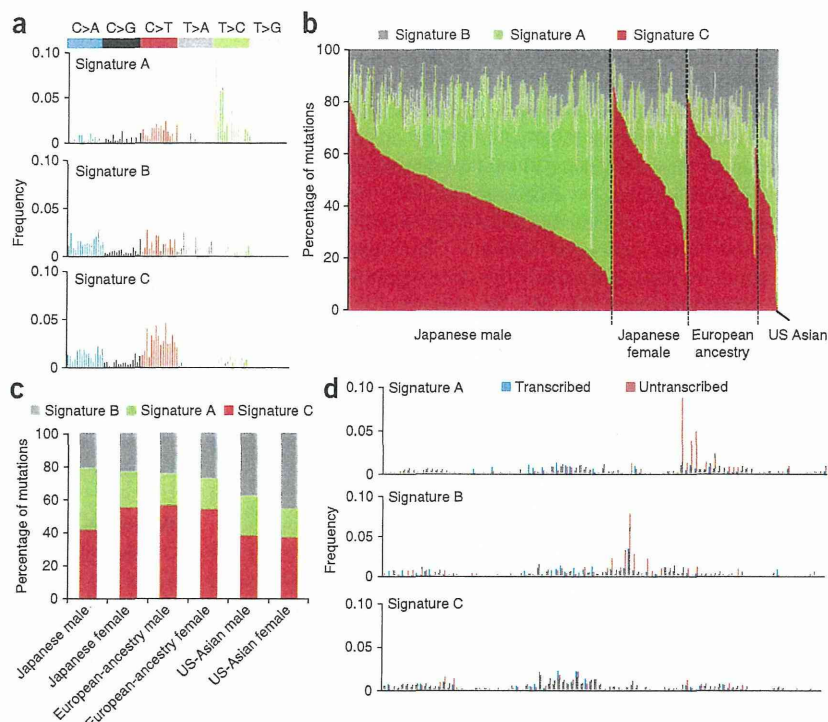 a
C>A C>G C>T T>A T>C T>G
0.10
Signature A
0.05
0
0.10
Signature B
0.05
0
0.10
Signature C
0.05
0
Frequency
b
Signature B Signature A Signature C
100
80
60
40
20
0
Percentage of mutations
Japanese male
Japanese female
European ancestry
US Asian
c
Signature B Signature A Signature C
100
80
60
40
20
0
Percentage of mutations
Japanese male
Japanese female
European-ancestry male
European-ancestry female
US-Asian male
US-Asian female
d
0.10
Signature A
Transcribed
Untranscribed
0.05
0
0.10
Signature B
0.05
0
0.10
Signature C
0.05
0
Frequency